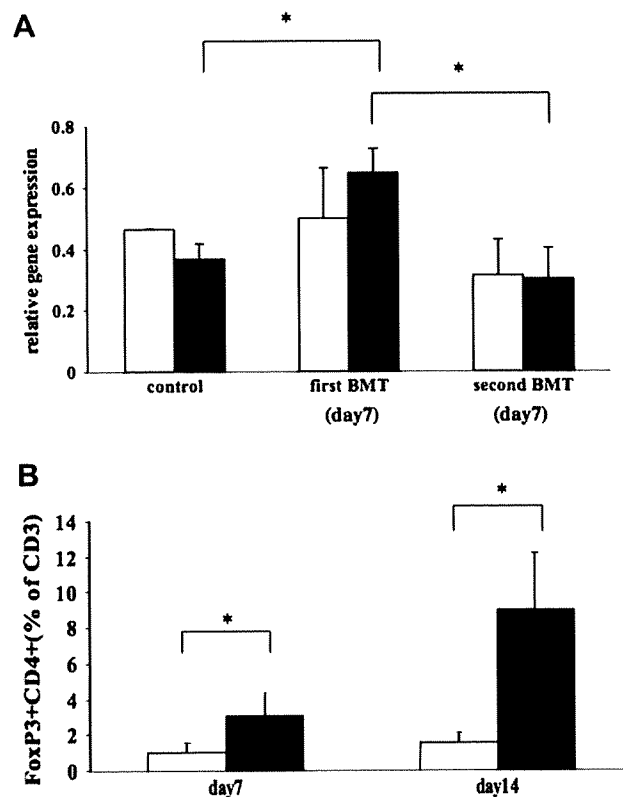 A
*
*
relative gene expression
0.8
0.6
0.4
0.2
0
control
first BMT
second BMT
(day7)
(day7)
B
FoxP3+CD4+(% of CD3)
14
12
10
8
6
4
2
0
*
*
day7
day14